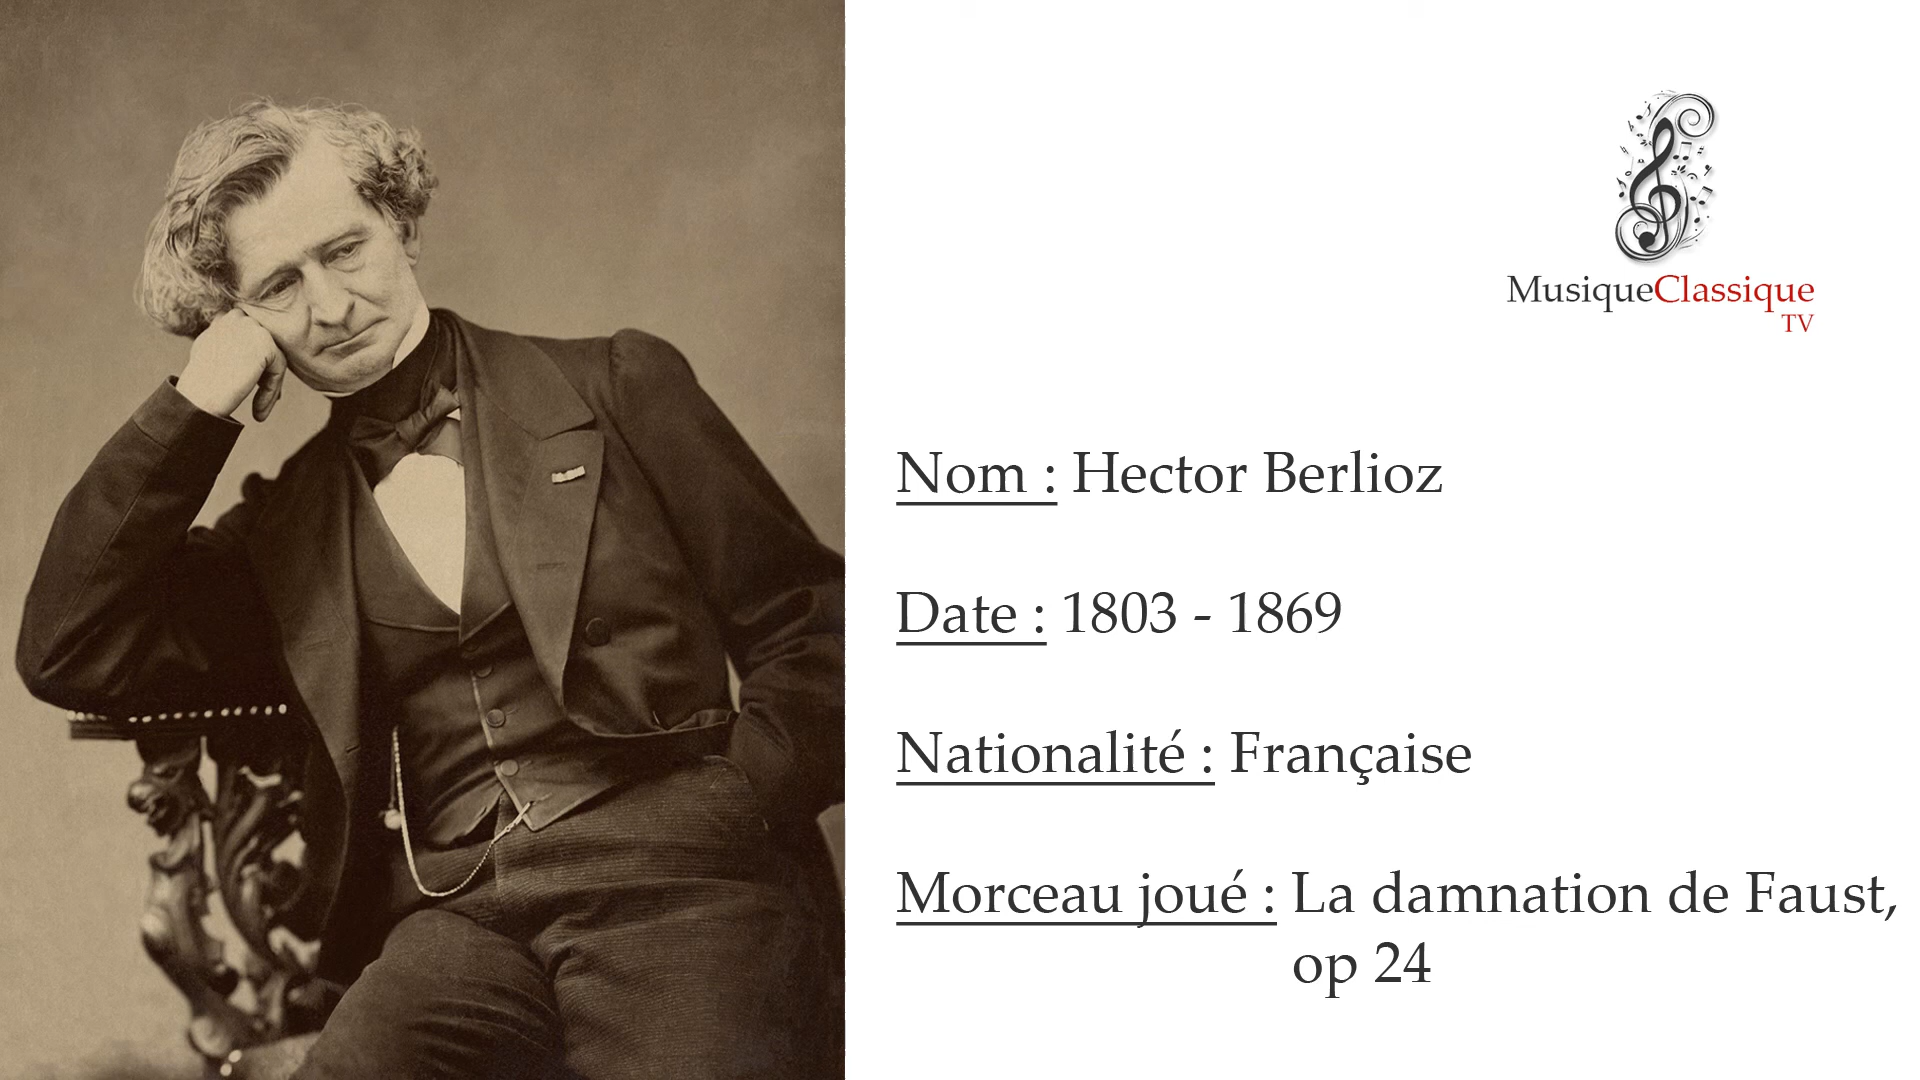 MusiqueClassique
TV
Nom : Hector Berlioz
Date : 1803 - 1869
Nationalité : Française
Morceau joué : La damnation de Faust,
op 24